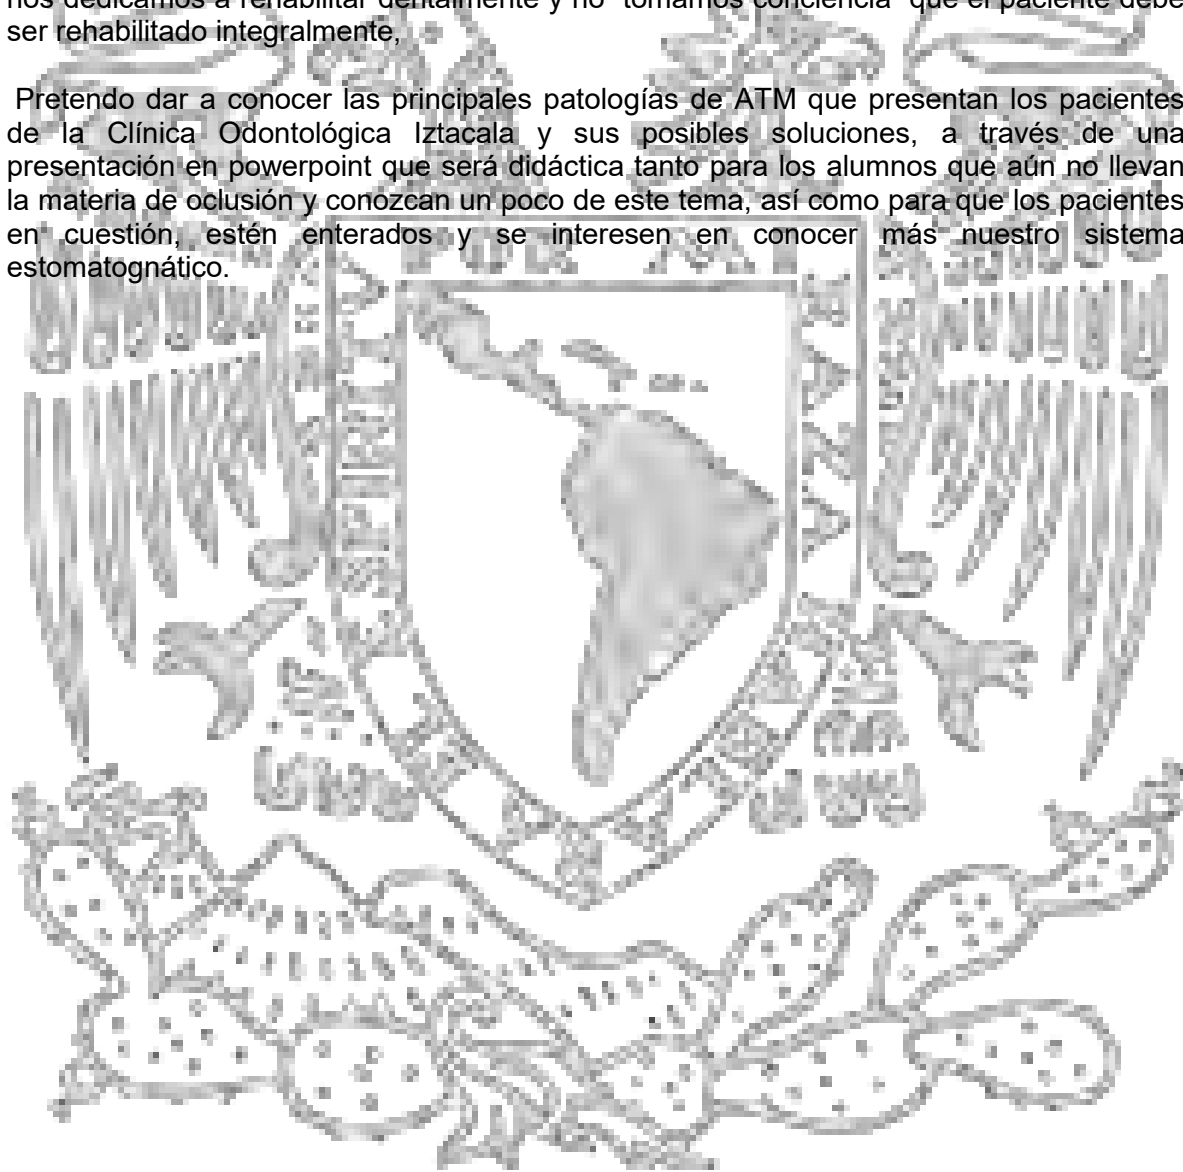 nos dedicamos a rehabilitar dentalmente y no tomamos conciencia que el paciente debe
ser rehabilitado integralmente,
Pretendo dar a conocer las principales patologías de ATM que presentan los pacientes
de la Clínica Odontológica Iztacala y sus posibles soluciones, a través de una
presentación en powerpoint que será didáctica tanto para los alumnos que aún no llevan
la materia de oclusión y conozcan un poco de este tema, así como para que los pacientes
en cuestión, estén enterados y se interesen en conocer más nuestro sistema
estomatognático.
POR MI
RAZA
ESPIRIT